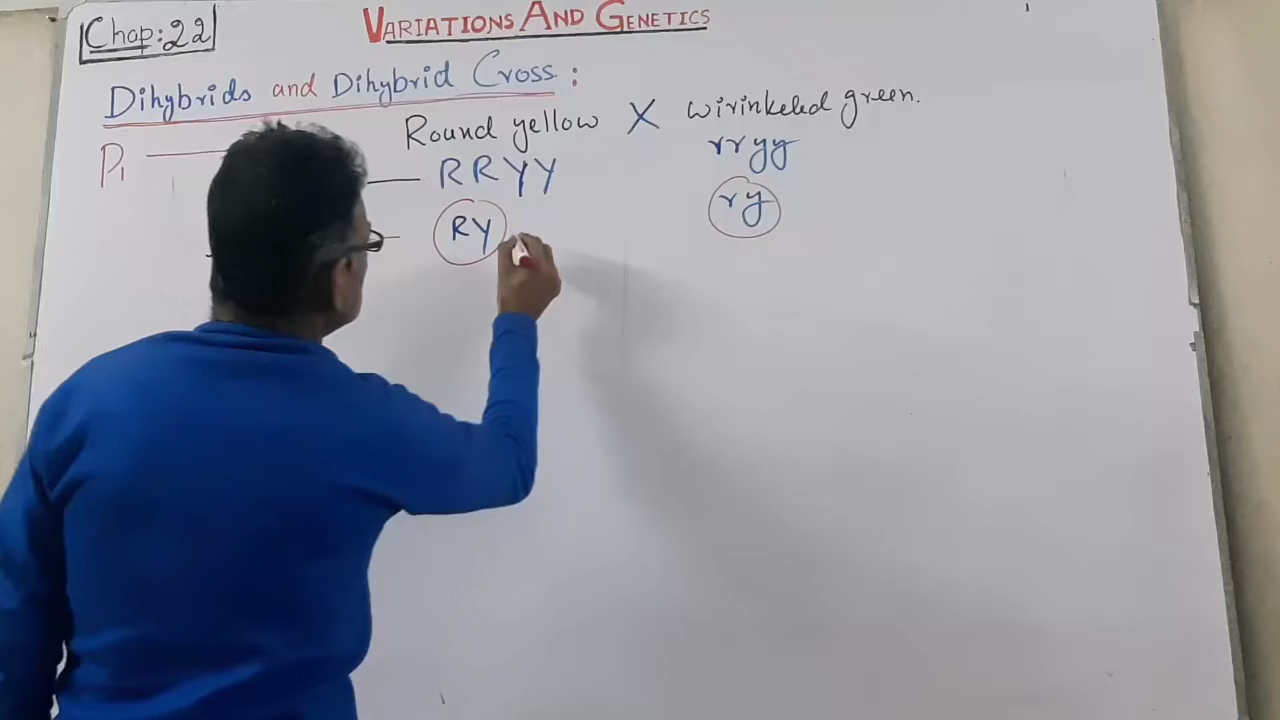 Chap: 22
VARIATIONS AND GENETICS
Dihybrids and Dihybrid Cross :
Round yellow X wirinkeled green.
P1
RRYY rryy
RY ry